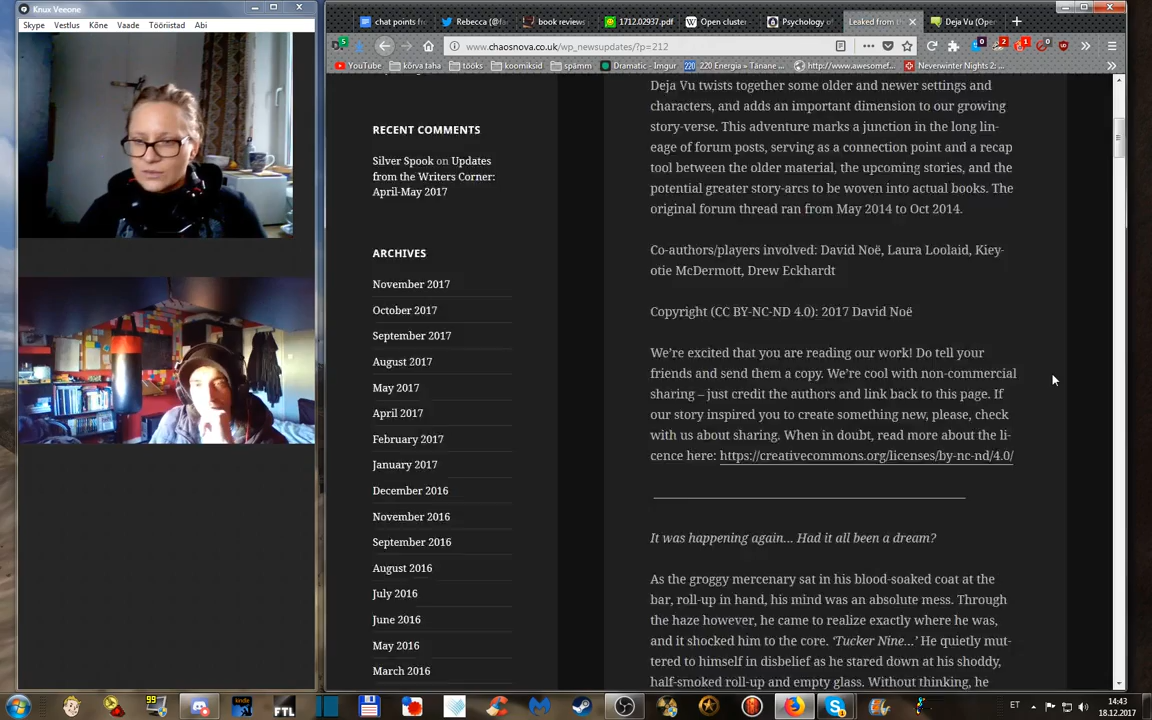 Knux Veeone
Skype Vestlus Kõne Vaade Tööriistad Abi
chat points fr
Rebecca (@fa
book reviews
1712.02937.pdf
Open cluster
Psychology of
Leaked from th
Deja Vu (Ope
www.chaosnova.co.uk/wp_newsupdates/?p=212
YouTube
kõrva taha
tööks
koomiksid
spämm
Dramatic - Imgur
220 Energia » Tänane ...
http://www.awesomef...
Neverwinter Nights 2: ...
RECENT COMMENTS
Silver Spook on Updates
from the Writers Corner:
April-May 2017
ARCHIVES
November 2017
October 2017
September 2017
August 2017
May 2017
April 2017
February 2017
January 2017
December 2016
November 2016
September 2016
August 2016
July 2016
June 2016
May 2016
March 2016
Deja Vu twists together some older and newer settings and
characters, and adds an important dimension to our growing
story-verse. This adventure marks a junction in the long lin-
eage of forum posts, serving as a connection point and a recap
tool between the older material, the upcoming stories, and the
potential greater story-arcs to be woven into actual books. The
original forum thread ran from May 2014 to Oct 2014.
Co-authors/players involved: David Noë, Laura Loolaid, Kiey-
otie McDermott, Drew Eckhardt
Copyright (CC BY-NC-ND 4.0): 2017 David Noë
We're excited that you are reading our work! Do tell your
friends and send them a copy. We're cool with non-commercial
sharing – just credit the authors and link back to this page. If
our story inspired you to create something new, please, check
with us about sharing. When in doubt, read more about the li-
cence here: https://creativecommons.org/licenses/by-nc-nd/4.0/
It was happening again... Had it all been a dream?
As the groggy mercenary sat in his blood-soaked coat at the
bar, roll-up in hand, his mind was an absolute mess. Through
the haze however, he came to realize exactly where he was,
and it shocked him to the core. 'Tucker Nine...' He quietly mut-
tered to himself in disbelief as he stared down at his shoddy,
half-smoked roll-up and empty glass. Without thinking, he
99
kindle
FTL
ET
14:43
18.12.2017